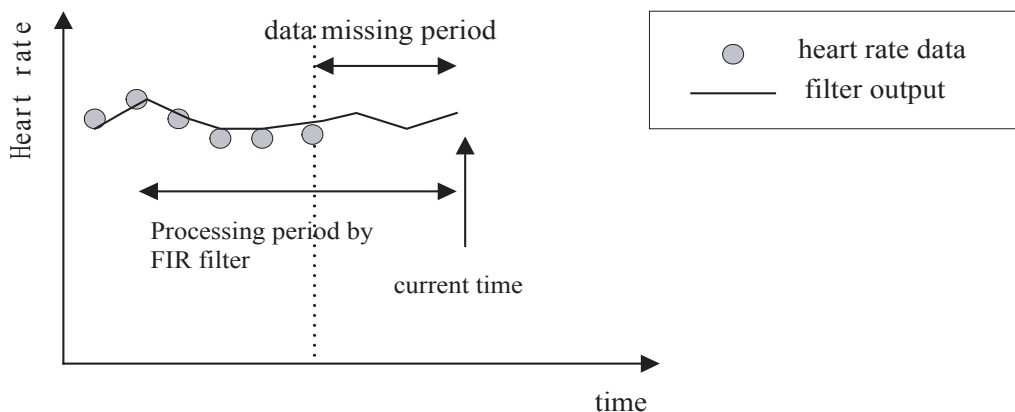 data missing period
heart rate data
filter output
Heart rate
Processing period by
FIR filter
current time
time